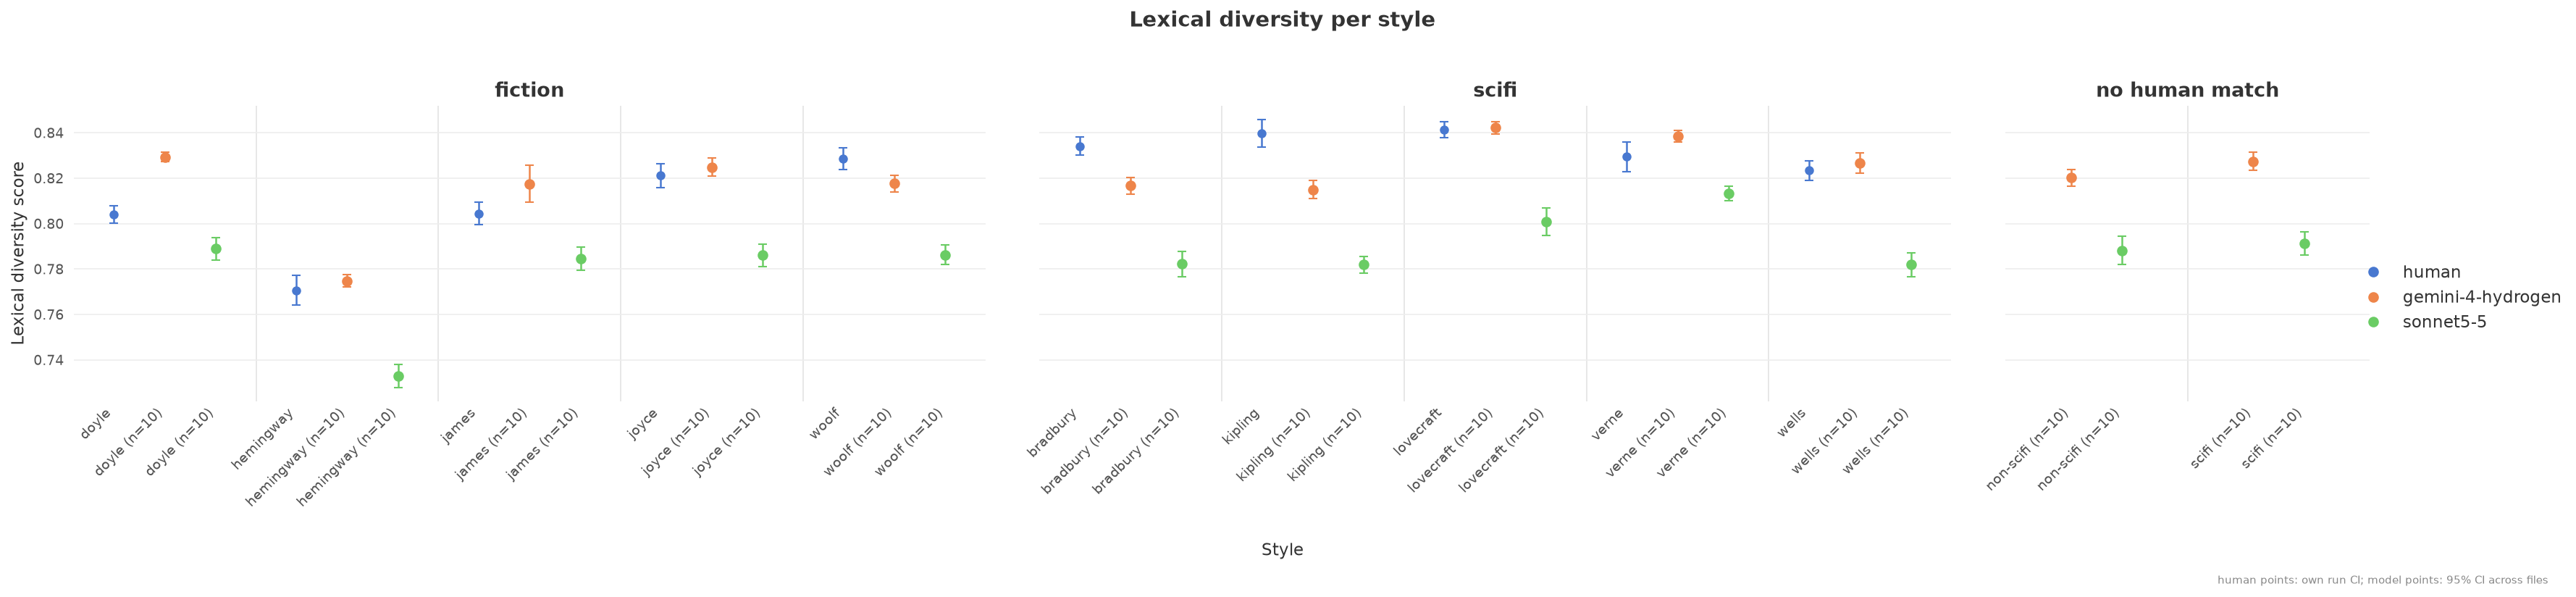 Lexical diversity per style
fiction
scifi
no human match
Lexical diversity score
0.84
0.82
0.80
0.78
0.76
0.74
doyle
doyle (n=10)
doyle (n=10)
hemingway
hemingway (n=10)
hemingway (n=10)
james
james (n=10)
james (n=10)
joyce
joyce (n=10)
joyce (n=10)
woolf
woolf (n=10)
woolf (n=10)
bradbury
bradbury (n=10)
bradbury (n=10)
kipling
kipling (n=10)
kipling (n=10)
lovecraft
lovecraft (n=10)
lovecraft (n=10)
verne
verne (n=10)
verne (n=10)
wells
wells (n=10)
wells (n=10)
non-scifi (n=10)
non-scifi (n=10)
scifi (n=10)
scifi (n=10)
human
gemini-4-hydrogen
sonnet5-5
Style
human points: own run CI; model points: 95% CI across files